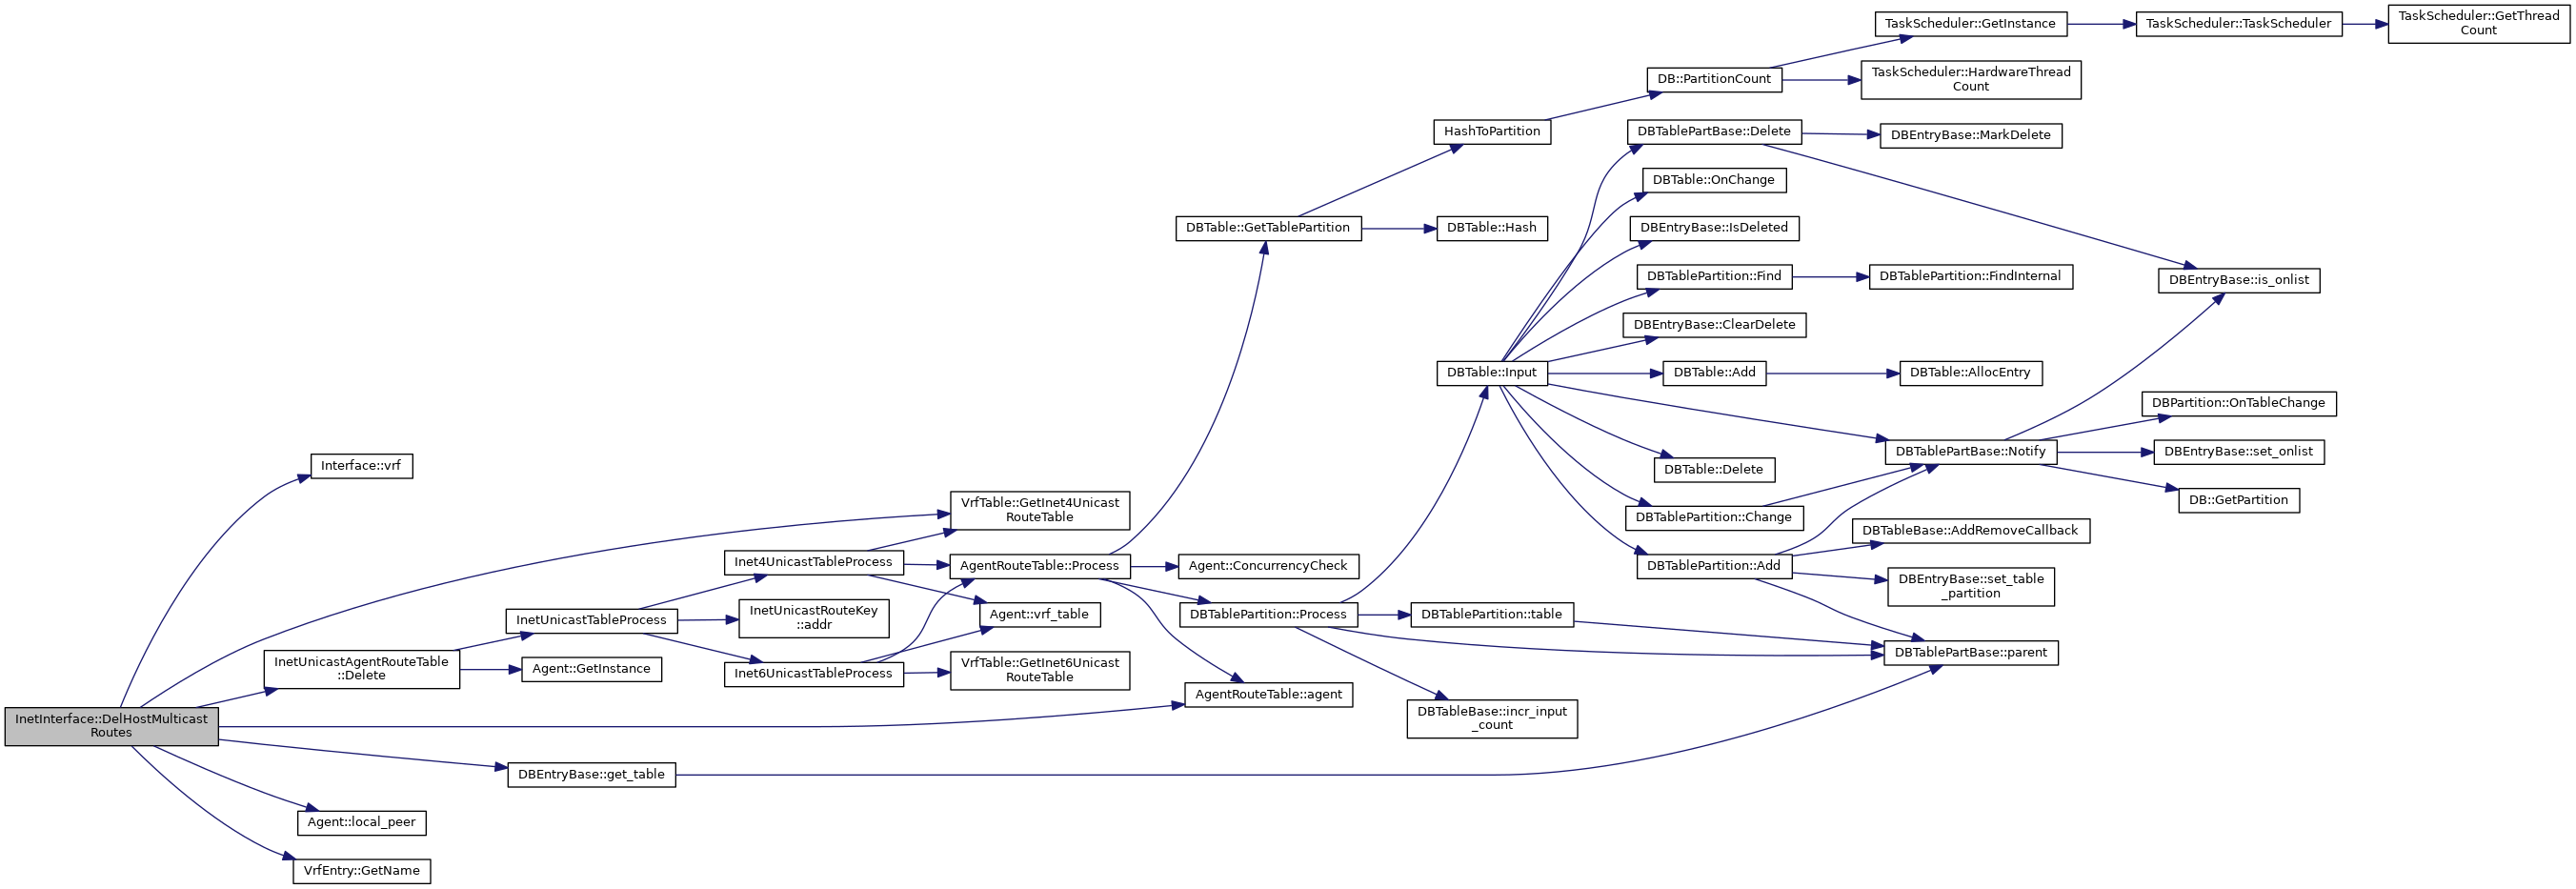 InetInterface::DelHostMulticast
Routes
Interface::vrf
VrfTable::GetInet4Unicast
RouteTable
InetUnicastAgentRouteTable
::Delete
InetUnicastTableProcess
Inet4UnicastTableProcess
AgentRouteTable::Process
DBTable::GetTablePartition
HashToPartition
DB::PartitionCount
TaskScheduler::GetInstance
TaskScheduler::TaskScheduler
TaskScheduler::GetThread
Count
TaskScheduler::HardwareThread
Count
DBTable::Hash
Agent::ConcurrencyCheck
DBTablePartition::Process
DBTable::Input
DBTablePartBase::Delete
DBEntryBase::MarkDelete
DBEntryBase::is_onlist
DBTable::OnChange
DBEntryBase::IsDeleted
DBTablePartition::Find
DBTablePartition::FindInternal
DBEntryBase::ClearDelete
DBTable::Add
DBTable::AllocEntry
DBTablePartBase::Notify
DBPartition::OnTableChange
DBEntryBase::set_onlist
DB::GetPartition
DBTable::Delete
DBTablePartition::Change
DBTablePartition::Add
DBTableBase::AddRemoveCallback
DBEntryBase::set_table
_partition
DBTablePartBase::parent
DBTablePartition::table
DBTableBase::incr_input
_count
AgentRouteTable::agent
Agent::vrf_table
InetUnicastRouteKey
::addr
Inet6UnicastTableProcess
VrfTable::GetInet6Unicast
RouteTable
Agent::GetInstance
DBEntryBase::get_table
Agent::local_peer
VrfEntry::GetName